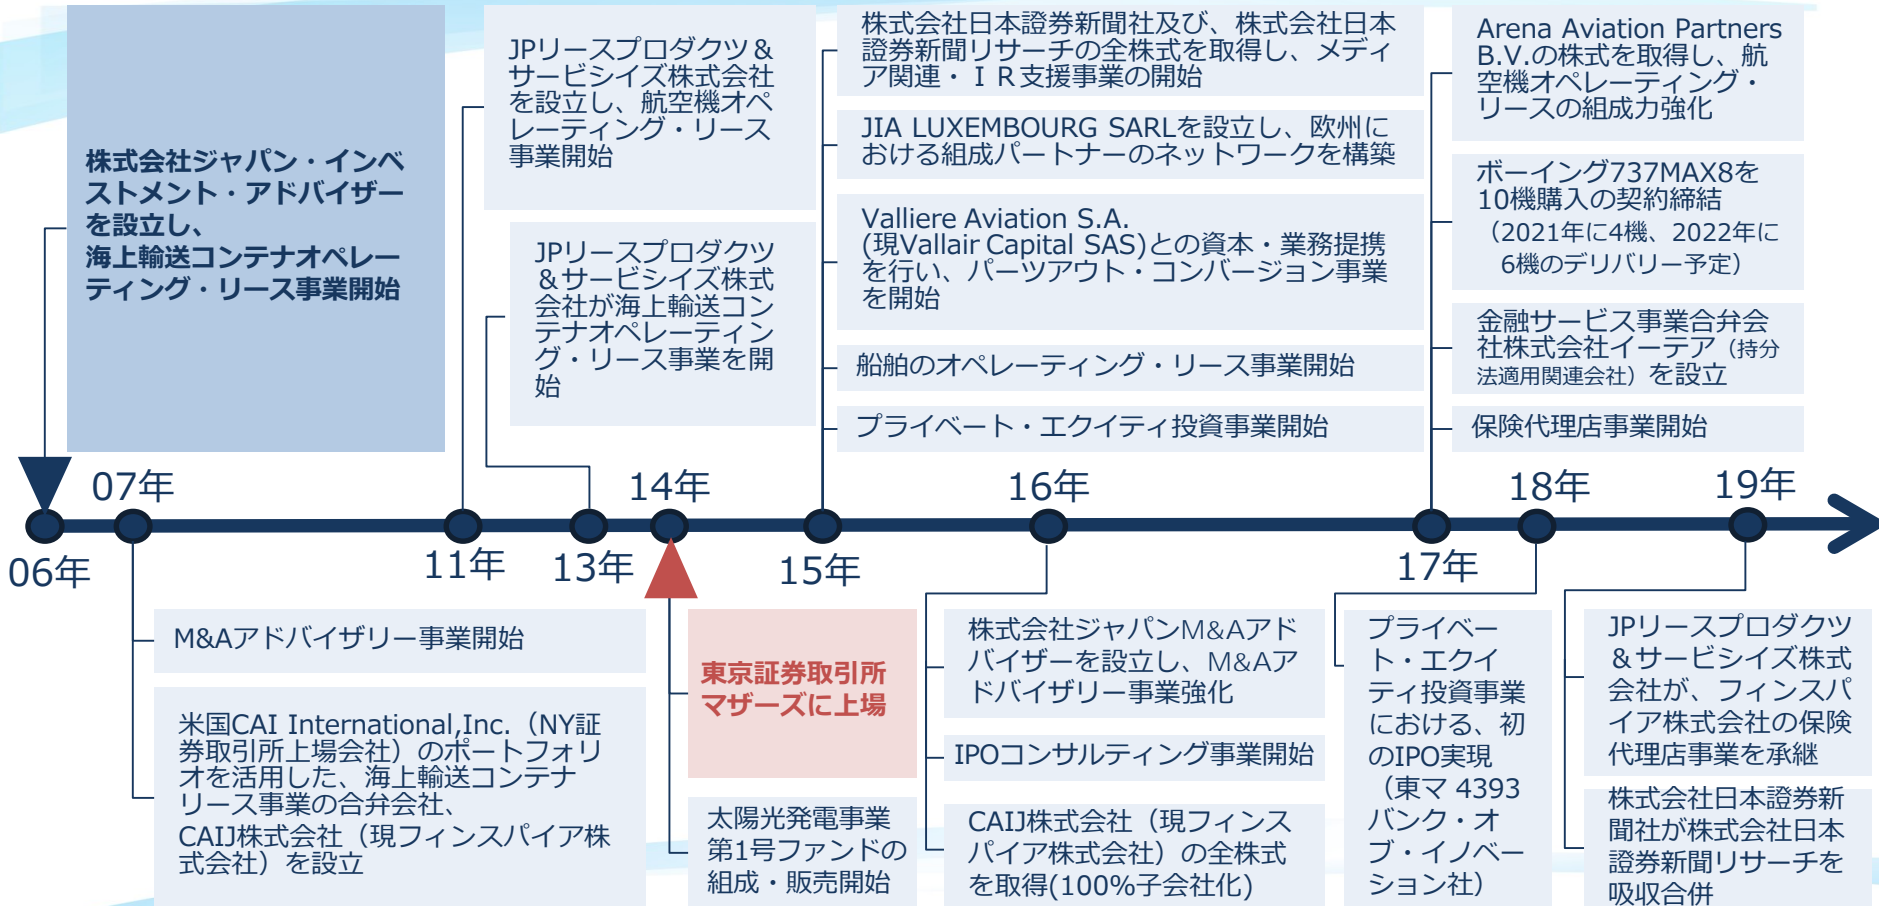 株式会社ジャパン・インベ
ストメント・アドバイザー
を設立し、
海上輸送コンテナオペレー
ティング・リース事業開始
JPリースプロダクツ＆
サービシイズ株式会社
を設立し、航空機オペ
レーティング・リース
事業開始
JPリースプロダクツ
＆サービシイズ株式
会社が海上輸送コン
テナオペレーティン
グ・リース事業を開
始
株式会社日本證券新聞社及び、株式会社日本
證券新聞リサーチの全株式を取得し、メディ
ア関連・ＩＲ支援事業の開始
JIA LUXEMBOURG SARLを設立し、欧州に
おける組成パートナーのネットワークを構築
Valliere Aviation S.A.
(現Vallair Capital SAS)との資本・業務提携
を行い、パーツアウト・コンバージョン事業
を開始
船舶のオペレーティング・リース事業開始
プライベート・エクイティ投資事業開始
Arena Aviation Partners
B.V.の株式を取得し、航
空機オペレーティング・
リースの組成力強化
ボーイング737MAX8を
10機購入の契約締結
（2021年に4機、2022年に
6機のデリバリー予定）
金融サービス事業合弁会
社株式会社イーテア（持分
法適用関連会社）を設立
保険代理店事業開始
07年
14年
16年
18年
19年
06年
11年
13年
15年
17年
M&Aアドバイザリー事業開始
米国CAI International,Inc.（NY証
券取引所上場会社）のポートフォリ
オを活用した、海上輸送コンテナ
リース事業の合弁会社、
CAIJ株式会社（現フィンスパイア株
式会社）を設立
東京証券取引所
マザーズに上場
太陽光発電事業
第1号ファンドの
組成・販売開始
株式会社ジャパンM&Aアド
バイザーを設立し、M&Aア
ドバイザリー事業強化
IPOコンサルティング事業開始
CAIJ株式会社（現フィンス
パイア株式会社）の全株式
を取得(100%子会社化)
プライベー
ト・エクイ
ティ投資事業
における、初
のIPO実現
（東マ 4393
バンク・オ
ブ・イノベー
ション社）
JPリースプロダクツ
＆サービシイズ株式
会社が、フィンスパ
イア株式会社の保険
代理店事業を承継
株式会社日本證券新
聞社が株式会社日本
證券新聞リサーチを
吸収合併